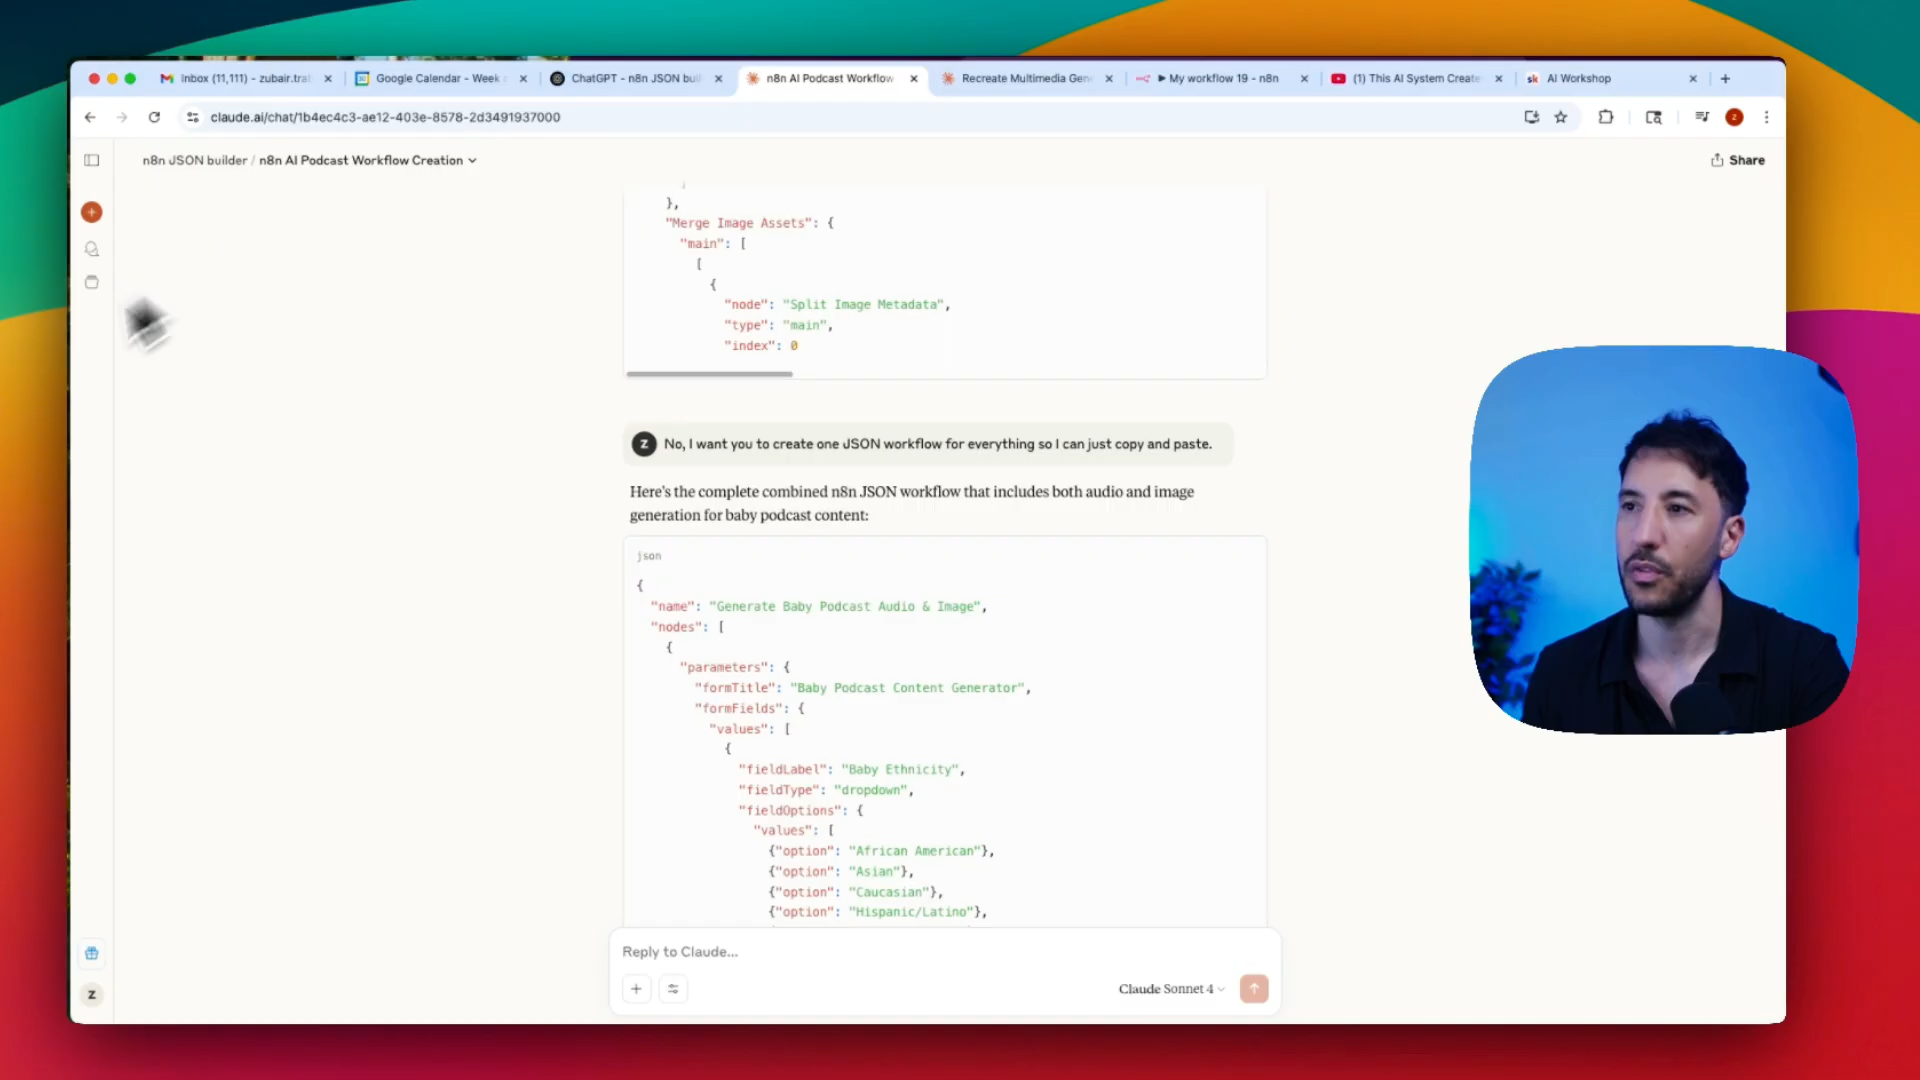 Inbox (11,111) - zubair.trat
Google Calendar - Week o
ChatGPT - n8n JSON buil
n8n AI Podcast Workflow
Recreate Multimedia Gene
▶ My workflow 19 - n8n
(1) This AI System Create
sk
AI Workshop
claude.ai/chat/1b4ec4c3-ae12-403e-8578-2d3491937000
z
n8n JSON builder / n8n AI Podcast Workflow Creation
Share
},
"Merge Image Assets": {
"main": [
[
{
"node": "Split Image Metadata",
"type": "main",
"index": 0
Z
No, I want you to create one JSON workflow for everything so I can just copy and paste.
Here's the complete combined n8n JSON workflow that includes both audio and image
generation for baby podcast content:
json
{
"name": "Generate Baby Podcast Audio & Image",
"nodes": [
{
"parameters": {
"formTitle": "Baby Podcast Content Generator",
"formFields": {
"values": [
{
"fieldLabel": "Baby Ethnicity",
"fieldType": "dropdown",
"fieldOptions": {
"values": [
{"option": "African American"},
{"option": "Asian"},
{"option": "Caucasian"},
{"option": "Hispanic/Latino"},
Reply to Claude...
Claude Sonnet 4
Z